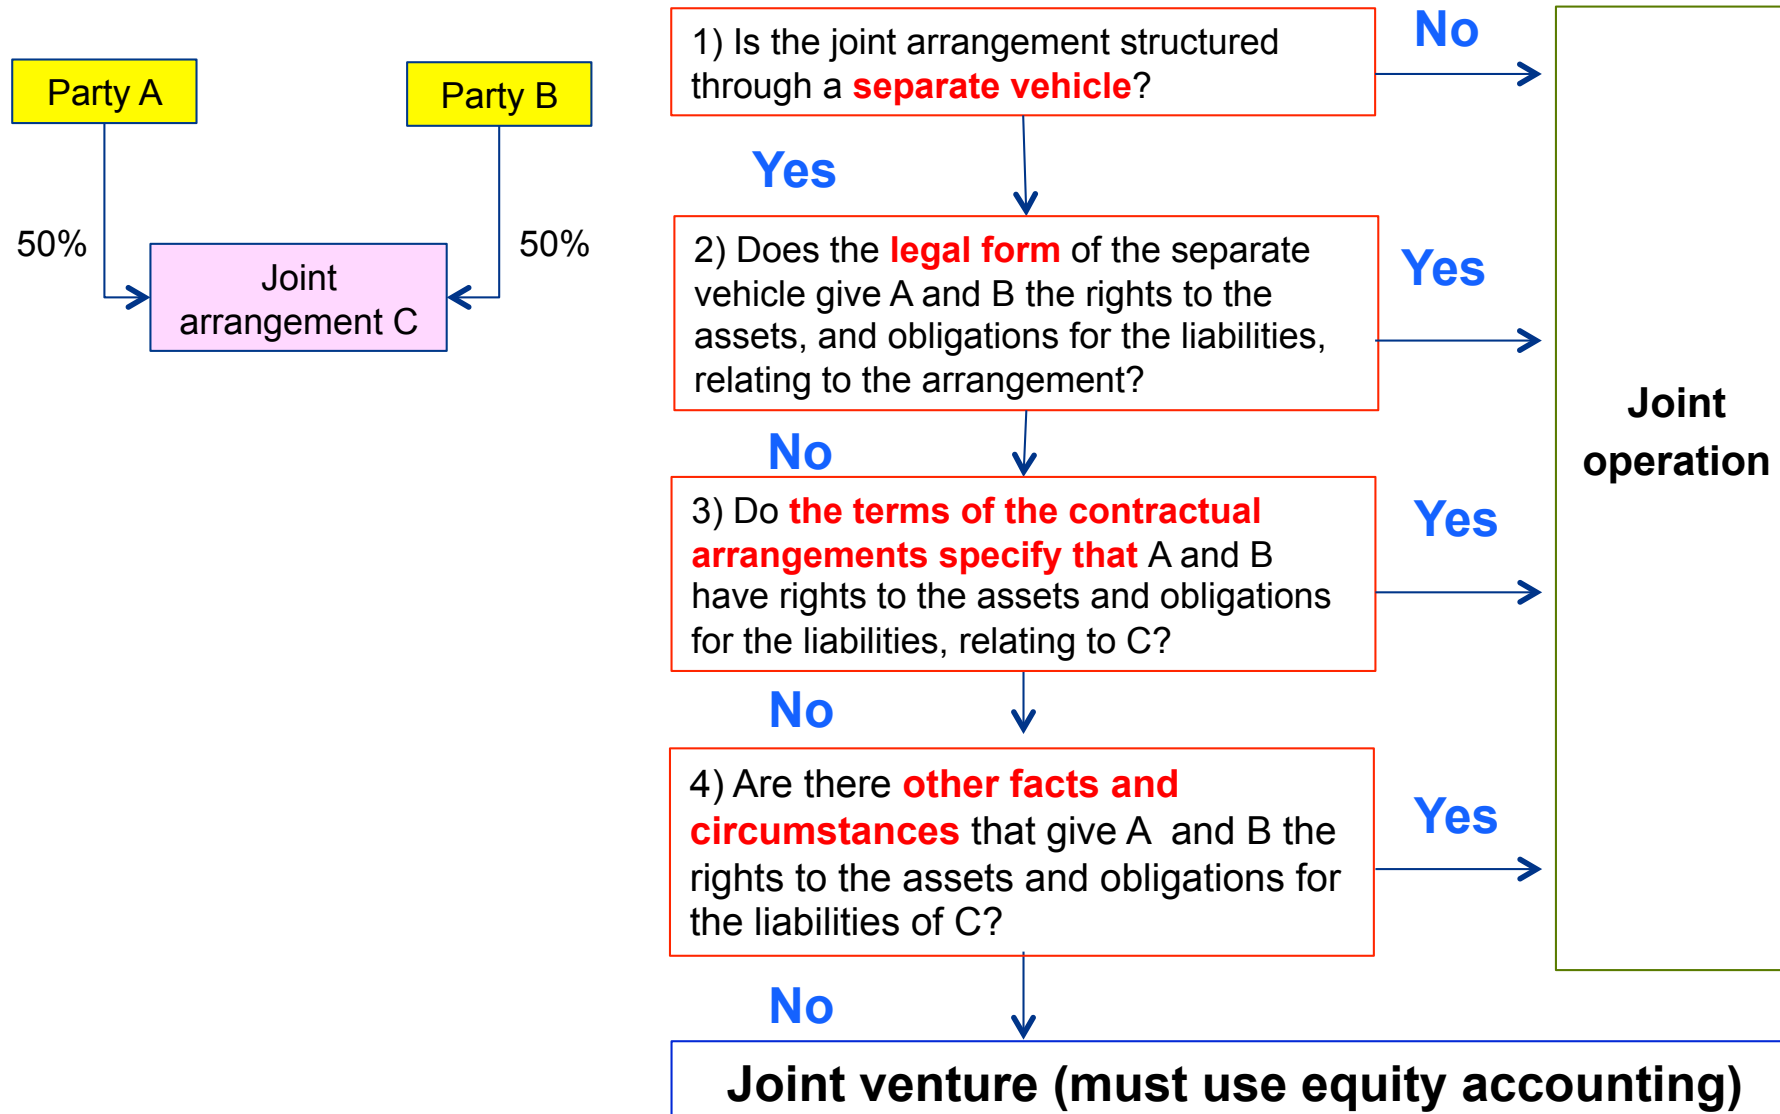 Party A
Party B
50%
50%
Joint
arrangement C
1) Is the joint arrangement structured
through a separate vehicle?
No
Yes
2) Does the legal form of the separate
vehicle give A and B the rights to the
assets, and obligations for the liabilities,
relating to the arrangement?
Yes
No
3) Do the terms of the contractual
arrangements specify that A and B
have rights to the assets and obligations
for the liabilities, relating to C?
Yes
No
4) Are there other facts and
circumstances that give A and B the
rights to the assets and obligations for
the liabilities of C?
Yes
No
Joint
operation
Joint venture (must use equity accounting)